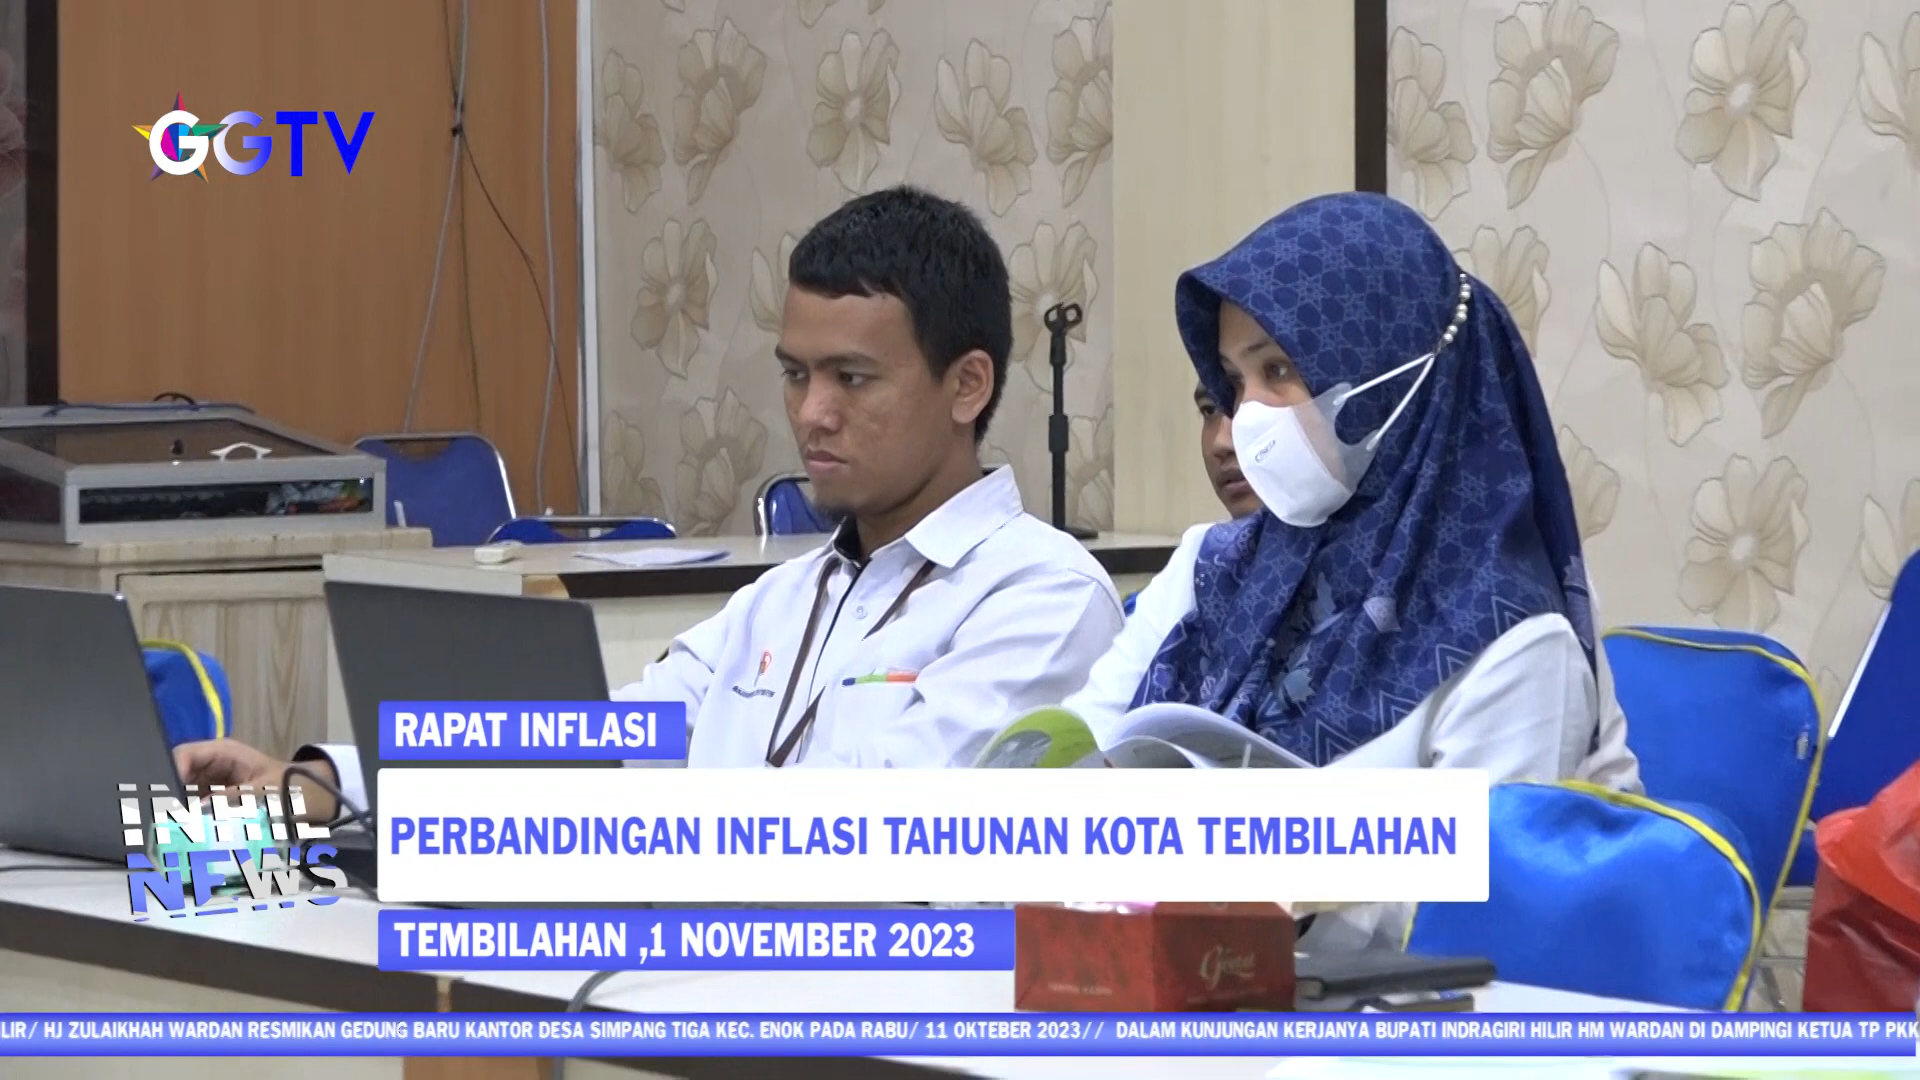 GGTV
RAPAT INFLASI
INHIL
NEWS
PERBANDINGAN INFLASI TAHUNAN KOTA TEMBILAHAN
TEMBILAHAN ,1 NOVEMBER 2023
LIR/ HJ ZULAIKHAH WARDAN RESMIKAN GEDUNG BARU KANTOR DESA SIMPANG TIGA KEC. ENOK PADA RABU/ 11 OKTEBER 2023// DALAM KUNJUNGAN KERJANYA BUPATI INDRAGIRI HILIR HM WARDAN DI DAMPINGI KETUA TP PKK